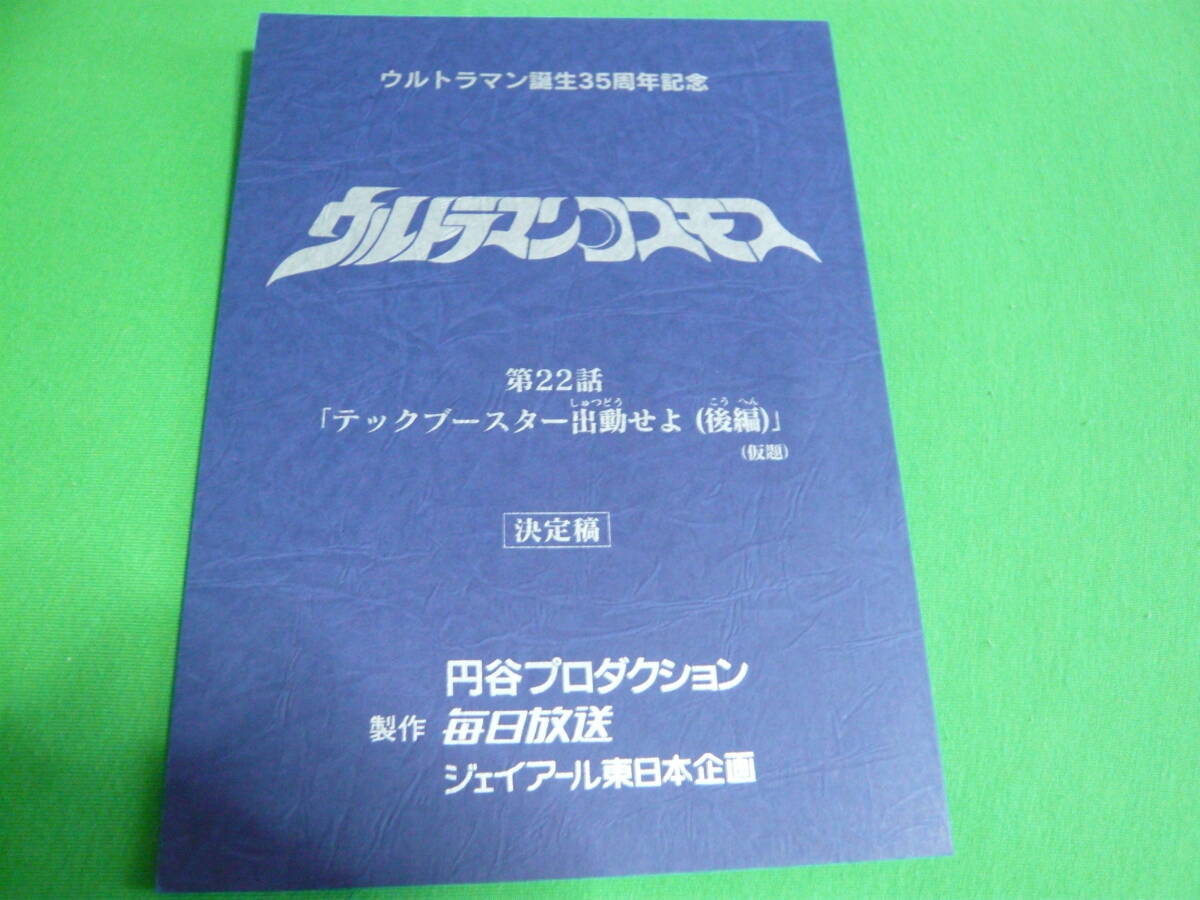 ウルトラマン誕生35周年記念
ウルトラマンコスモス
第22話
「テックブースター出動せよ (後編)」
しゅつどう
こうへん
(仮題)
決定稿
円谷プロダクション
製作 毎日放送
ジェイアール東日本企画